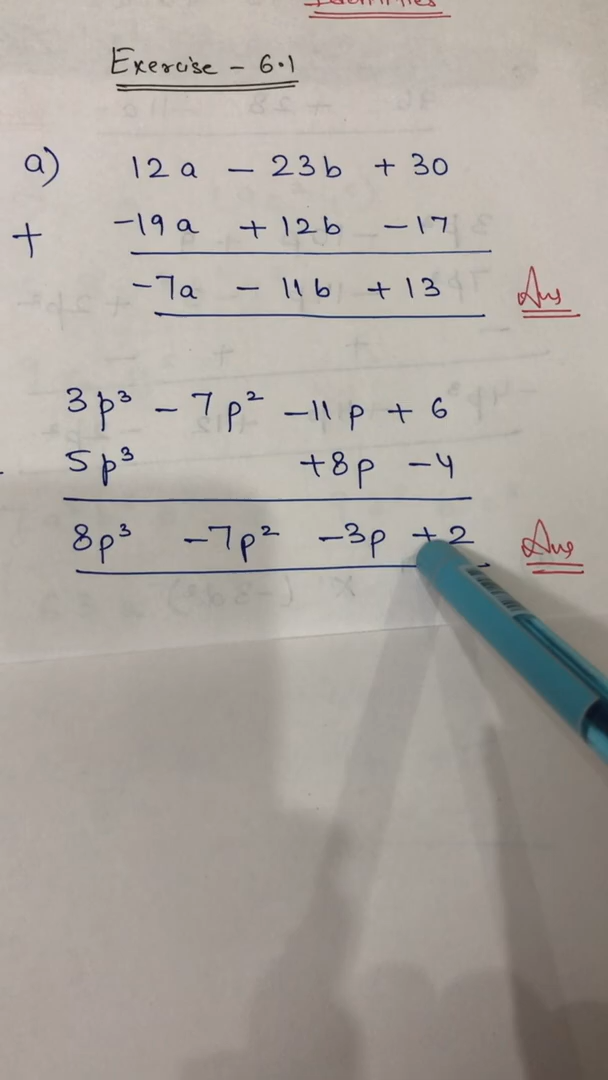 Exercise - 6.1
a) 12a - 23b + 30
+ -19a + 12b - 17
-7a - 11b + 13 Ans
3p³ - 7p² - 11p + 6
5p³ +8p - 4
8p³ - 7p² - 3p + 2 Ans